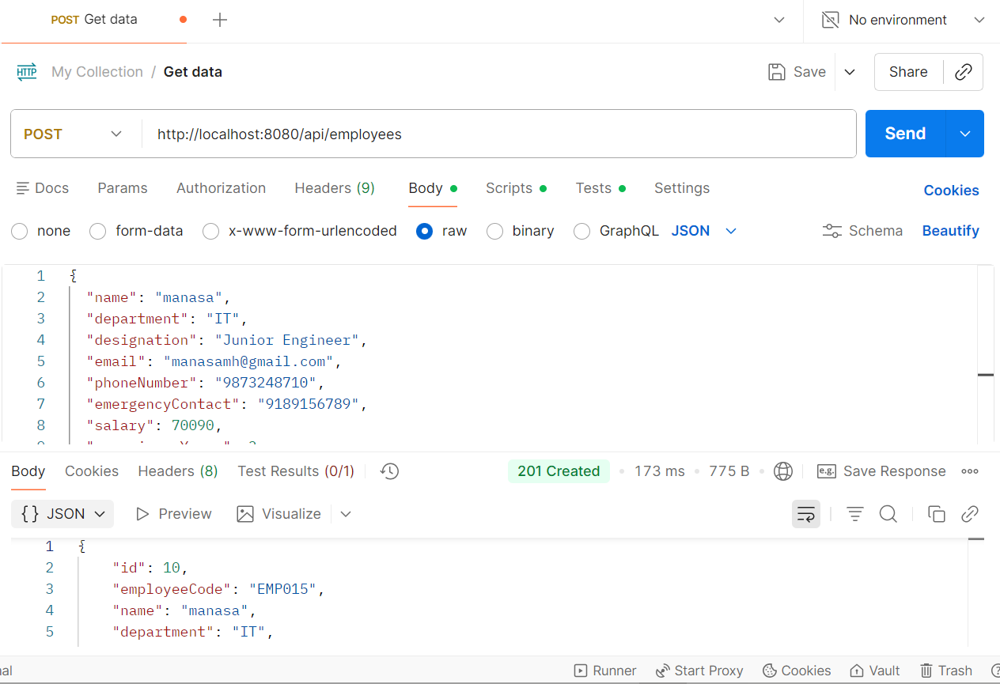 POST Get data
No environment
HTTP My Collection / Get data Save Share
POST http://localhost:8080/api/employees Send
Docs Params Authorization Headers (9) Body Scripts Tests Settings Cookies
none form-data x-www-form-urlencoded raw binary GraphQL JSON Schema Beautify
1 {
2 "name": "manasa",
3 "department": "IT",
4 "designation": "Junior Engineer",
5 "email": "manasamh@gmail.com",
6 "phoneNumber": "9873248710",
7 "emergencyContact": "9189156789",
8 "salary": 70090,
Body Cookies Headers (8) Test Results (0/1) 201 Created 173 ms 775 B e.g. Save Response
{} JSON Preview Visualize
1 {
2 "id": 10,
3 "employeeCode": "EMP015",
4 "name": "manasa",
5 "department": "IT",
Runner Start Proxy Cookies Vault Trash